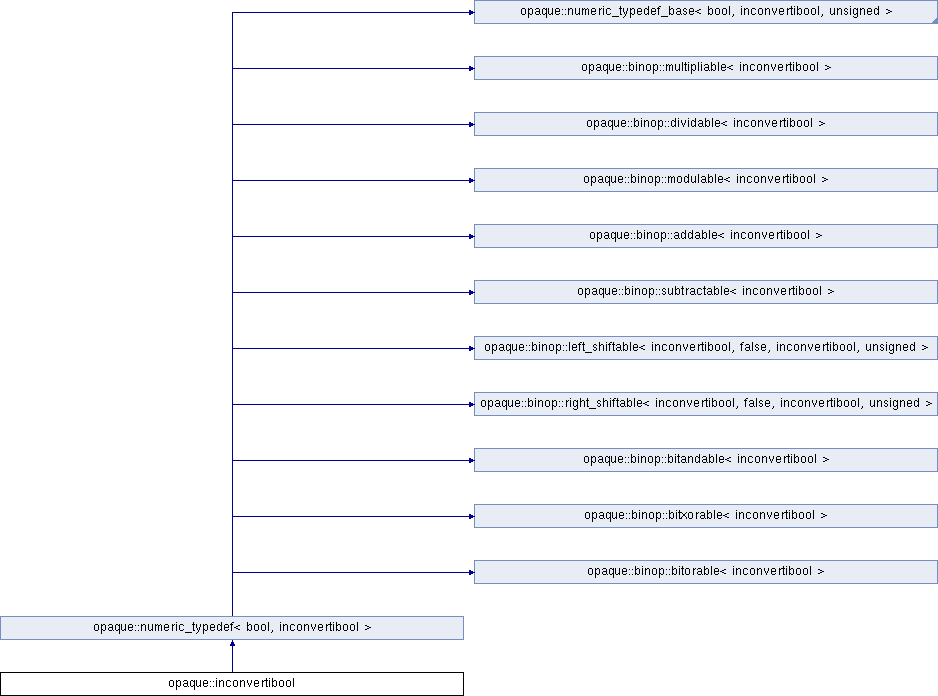 opaque::numeric_typedef_base< bool, inconvertibool, unsigned >
opaque::binop::multipliable< inconvertibool >
opaque::binop::dividable< inconvertibool >
opaque::binop::modulable< inconvertibool >
opaque::binop::addable< inconvertibool >
opaque::binop::subtractable< inconvertibool >
opaque::binop::left_shiftable< inconvertibool, false, inconvertibool, unsigned >
opaque::binop::right_shiftable< inconvertibool, false, inconvertibool, unsigned >
opaque::binop::bitandable< inconvertibool >
opaque::binop::bitxorable< inconvertibool >
opaque::binop::bitorable< inconvertibool >
opaque::numeric_typedef< bool, inconvertibool >
opaque::inconvertibool